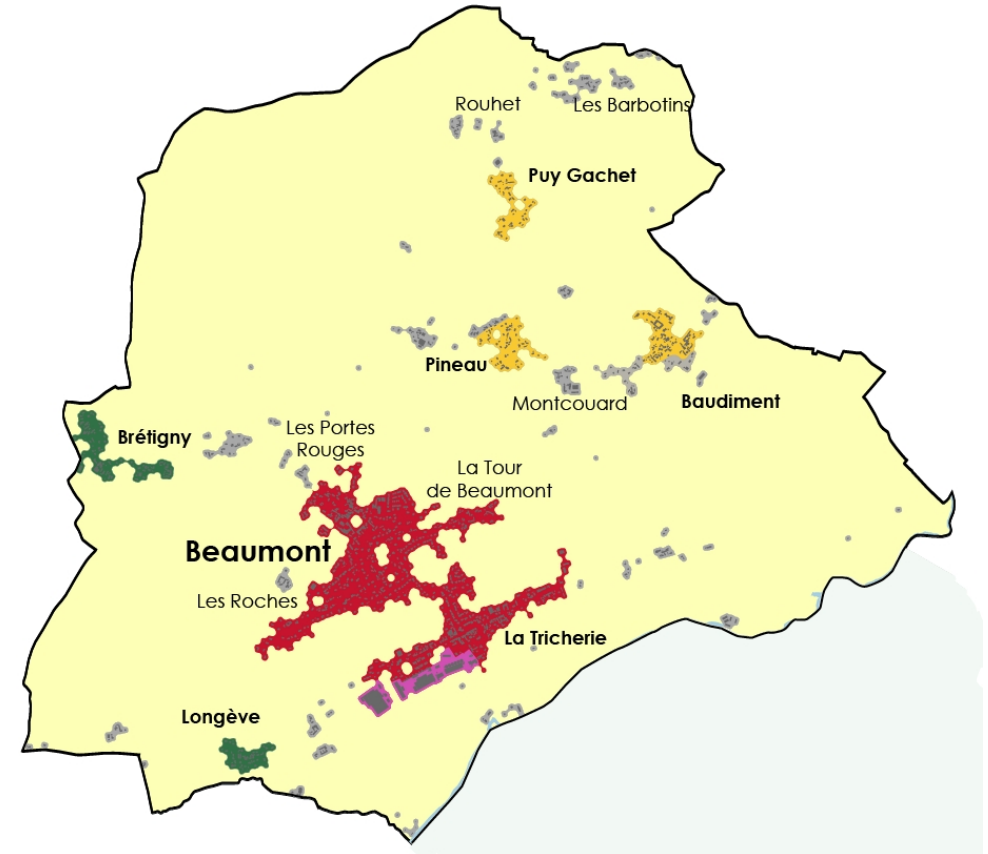 Rouhet
Les Barbotins
Puy Gachet
Pineau
Montcouard
Baudiment
Brétigny
Les Portes
Rouges
La Tour
de Beaumont
Beaumont
Les Roches
La Tricherie
Longève